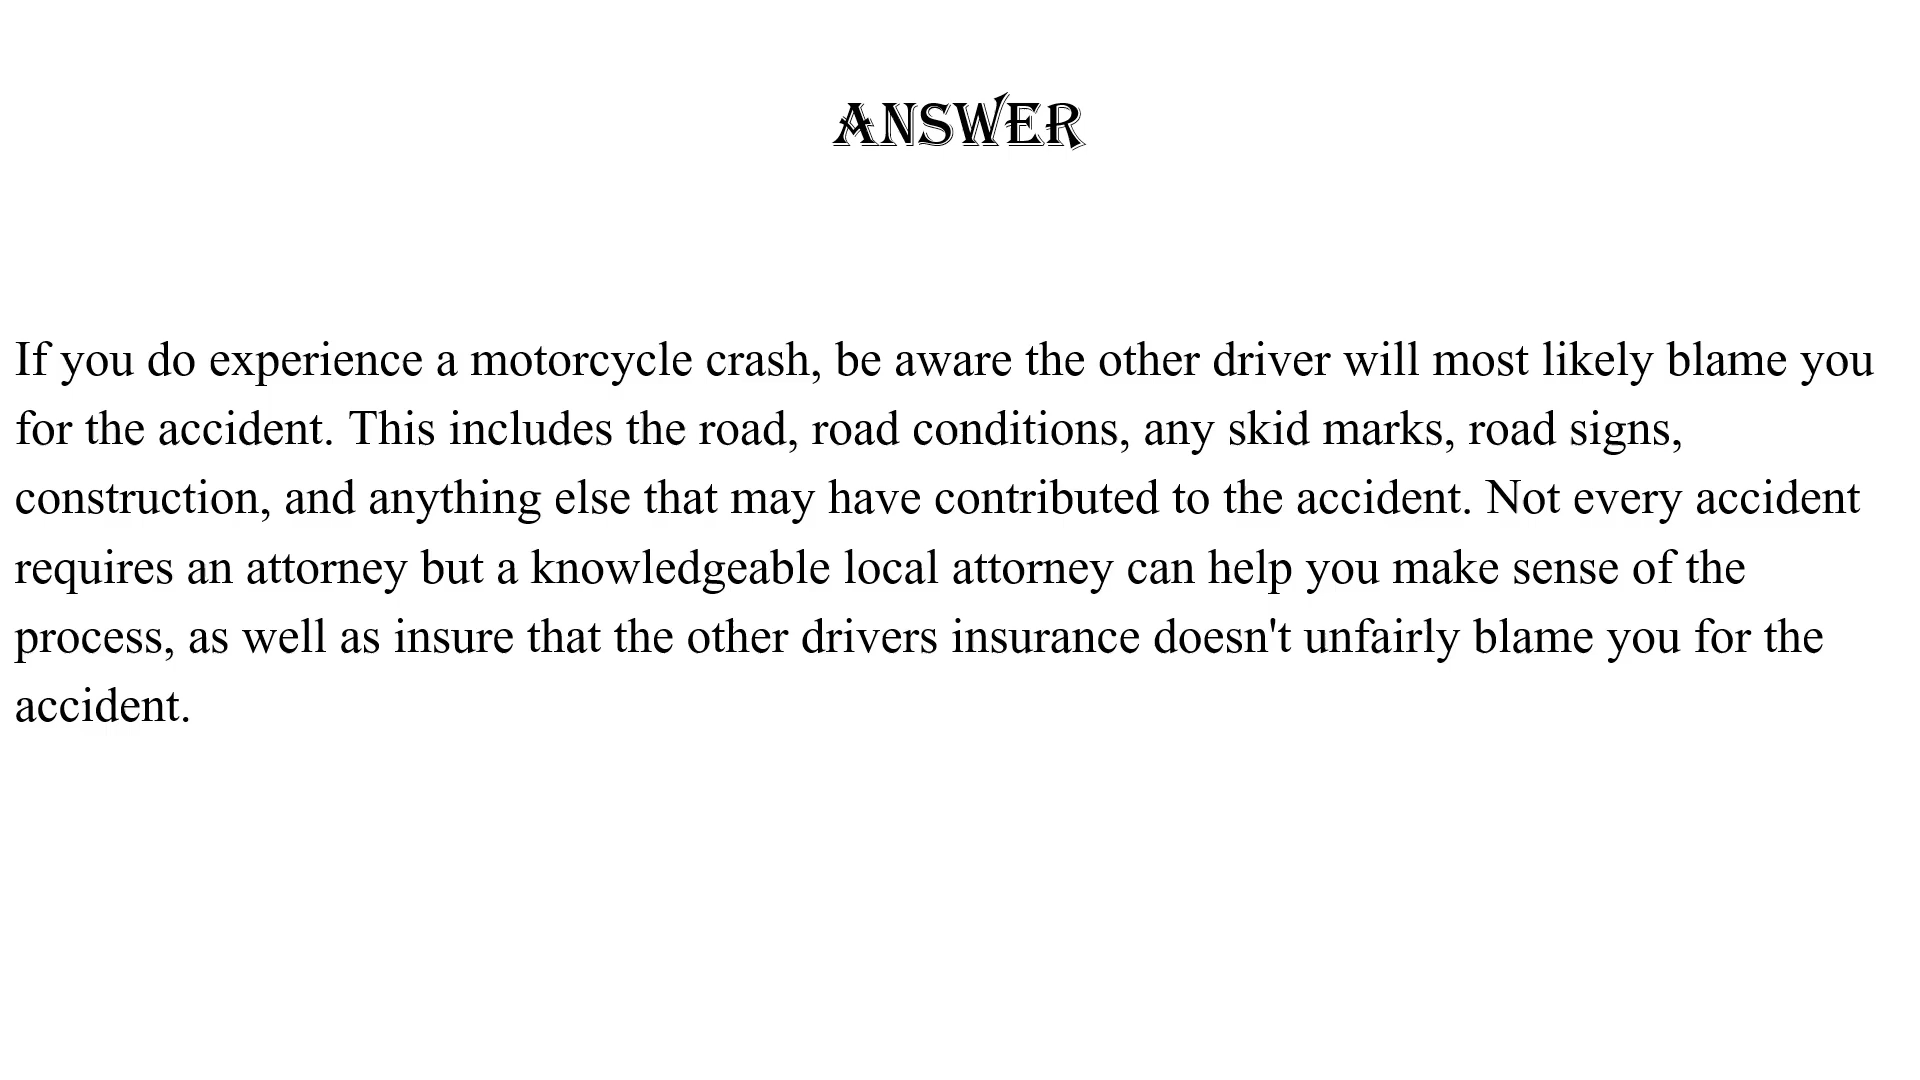 ANSWER
If you do experience a motorcycle crash, be aware the other driver will most likely blame you
for the accident. This includes the road, road conditions, any skid marks, road signs,
construction, and anything else that may have contributed to the accident. Not every accident
requires an attorney but a knowledgeable local attorney can help you make sense of the
process, as well as insure that the other drivers insurance doesn't unfairly blame you for the
accident.